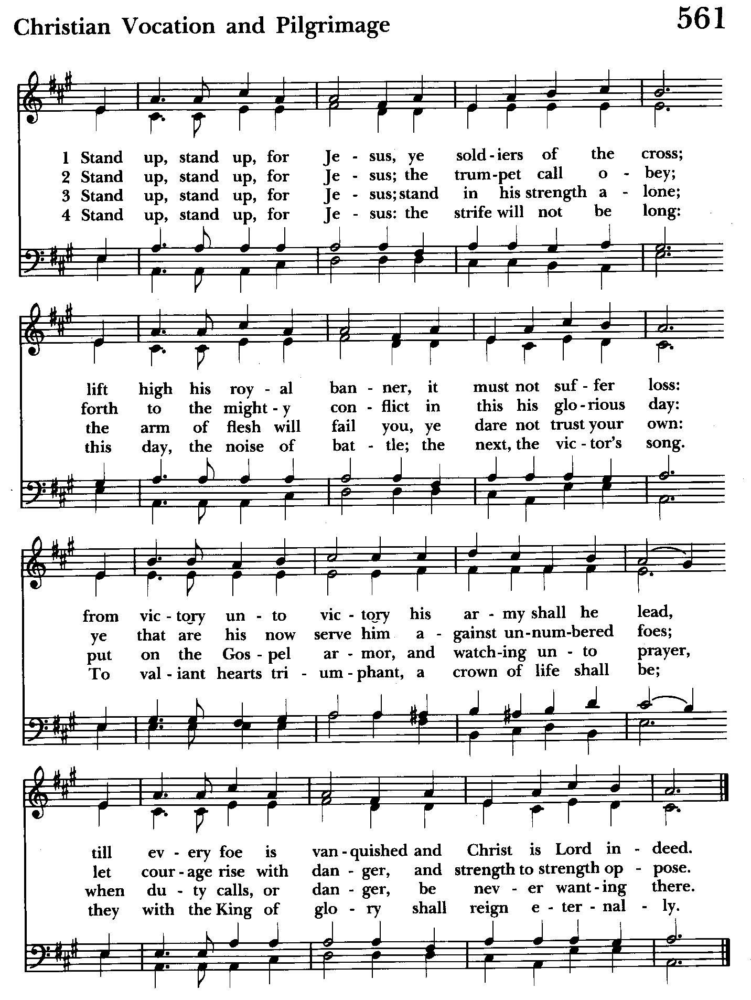 Christian Vocation and Pilgrimage
561
1 Stand up, stand up, for Je - sus, ye sold - iers of the cross;
2 Stand up, stand up, for Je - sus; the trum - pet call o - bey;
3 Stand up, stand up, for Je - sus; stand in his strength a - lone;
4 Stand up, stand up, for Je - sus: the strife will not be long:
lift high his roy - al ban - ner, it must not suf - fer loss:
forth to the might - y con - flict in this his glo - rious day:
the arm of flesh will fail you, ye dare not trust your own:
this day, the noise of bat - tle; the next, the vic - tor's song.
from vic - tory un - to vic - tory his ar - my shall he lead,
ye that are his now serve him a - gainst un - num - bered foes;
put on the Gos - pel ar - mor, and watch - ing un - to prayer,
To val - iant hearts tri - um - phant, a crown of life shall be;
till ev - ery foe is van - quished and Christ is Lord in - deed.
let cour - age rise with dan - ger, and strength to strength op - pose.
when du - ty calls, or dan - ger, be nev - er want - ing there.
they with the King of glo - ry shall reign e - ter - nal - ly.